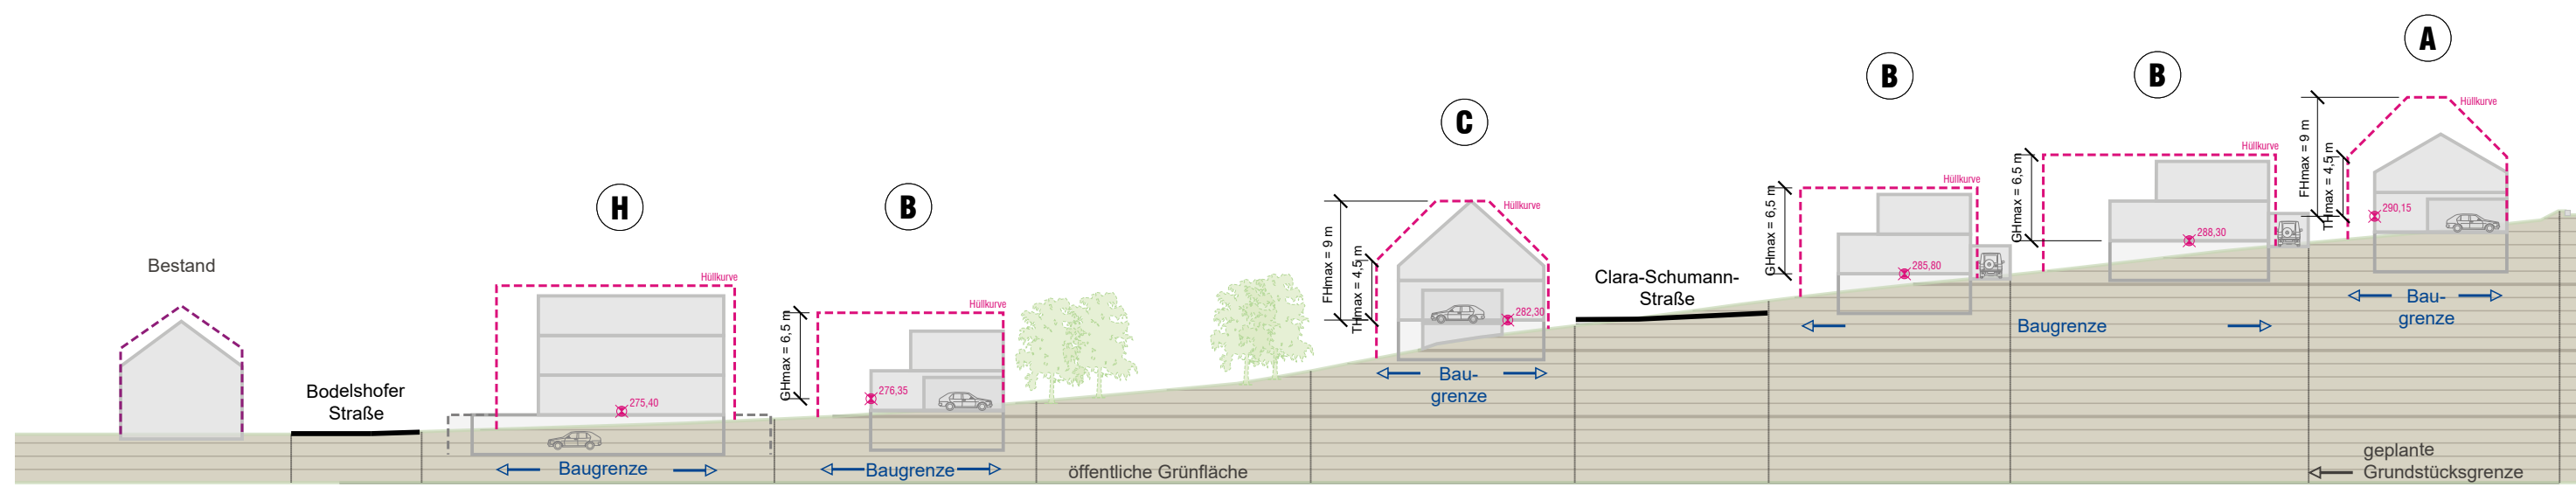 Bestand
Bodelshofer
Straße
H
Hüllkurve
275,40
Baugrenze
B
Hüllkurve
GHmax = 6,5 m
276,35
Baugrenze
öffentliche Grünfläche
C
Hüllkurve
FHmax = 9 m
THmax = 4,5 m
282,30
Bau-
grenze
Clara-Schumann-
Straße
B
Hüllkurve
GHmax = 6,5 m
285,80
B
Hüllkurve
GHmax = 6,5 m
288,30
Baugrenze
A
Hüllkurve
FHmax = 9 m
THmax = 4,5 m
290,15
Bau-
grenze
geplante
Grundstücksgrenze